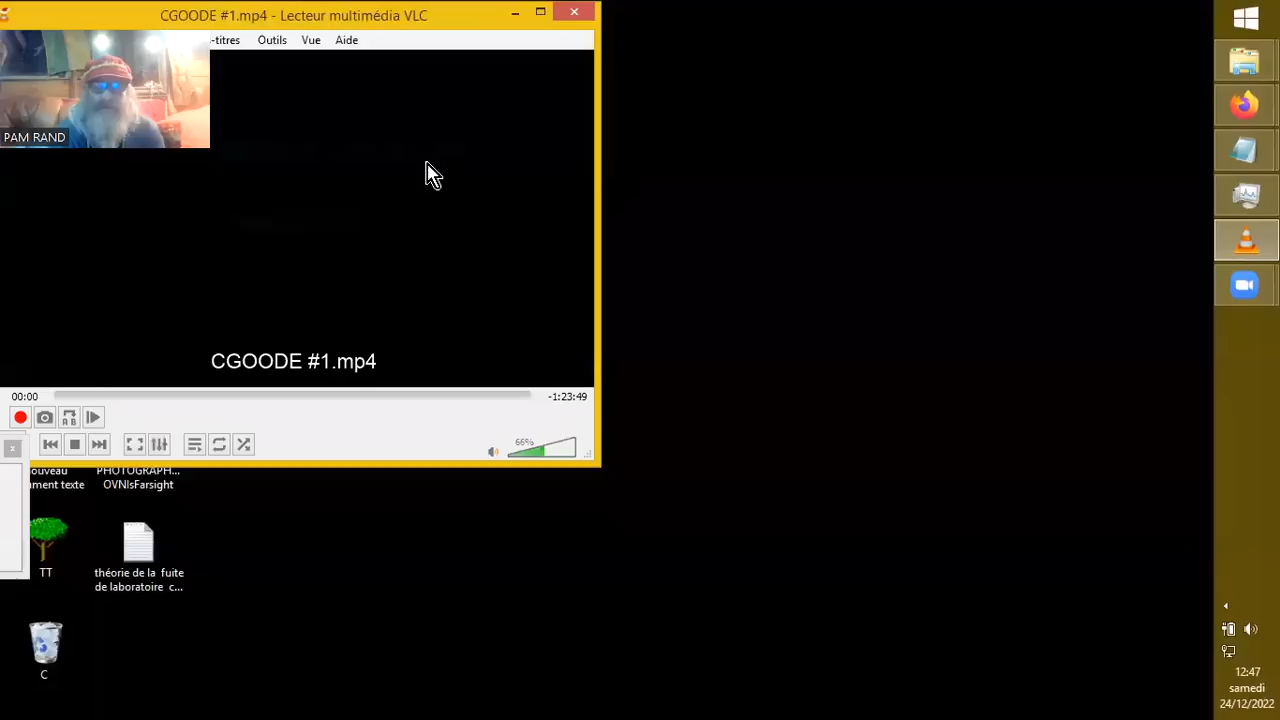 CGOODE #1.mp4 - Lecteur multimédia VLC
-titres Outils Vue Aide
PAM RAND
CGOODE #1.mp4
00:00
-1:23:49
A B
66%
x
ment texte
PHOTOGRAPH...
OVNIsFarsight
TT
théorie de la fuite
de laboratoire c...
C
12:47
samedi
24/12/2022